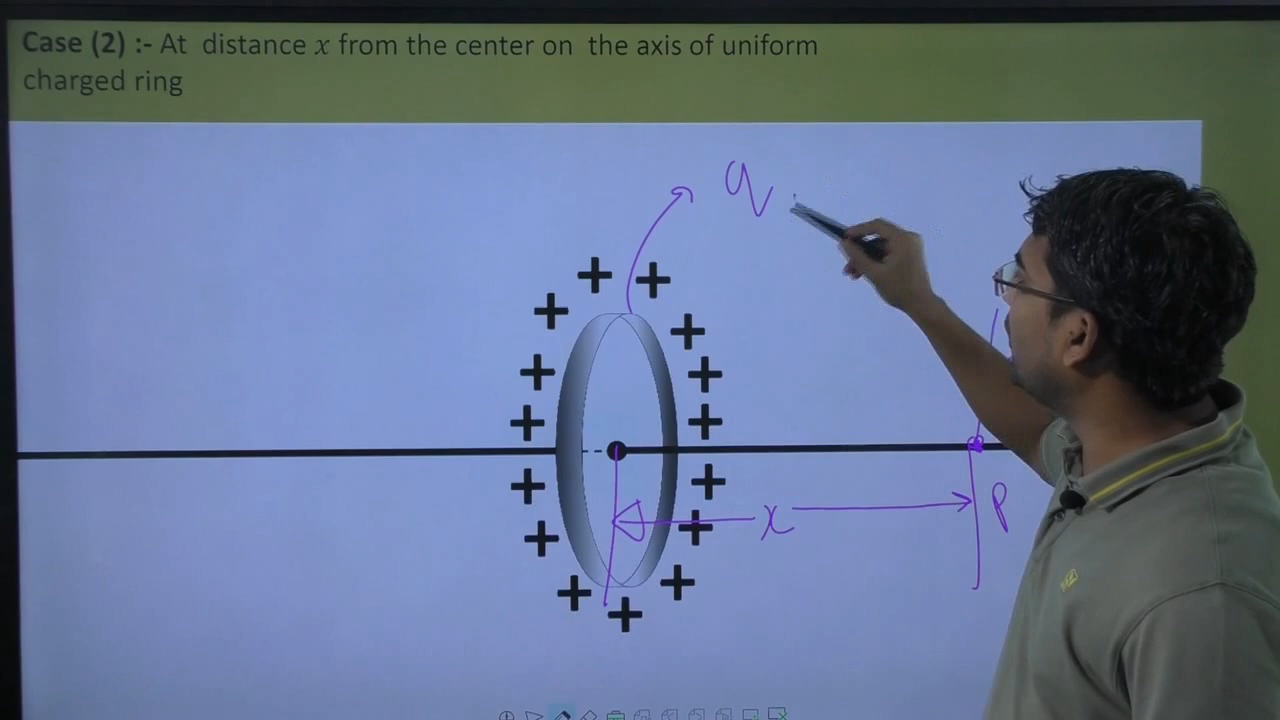 Case (2) :- At distance x from the center on the axis of uniform
charged ring
q
x
P